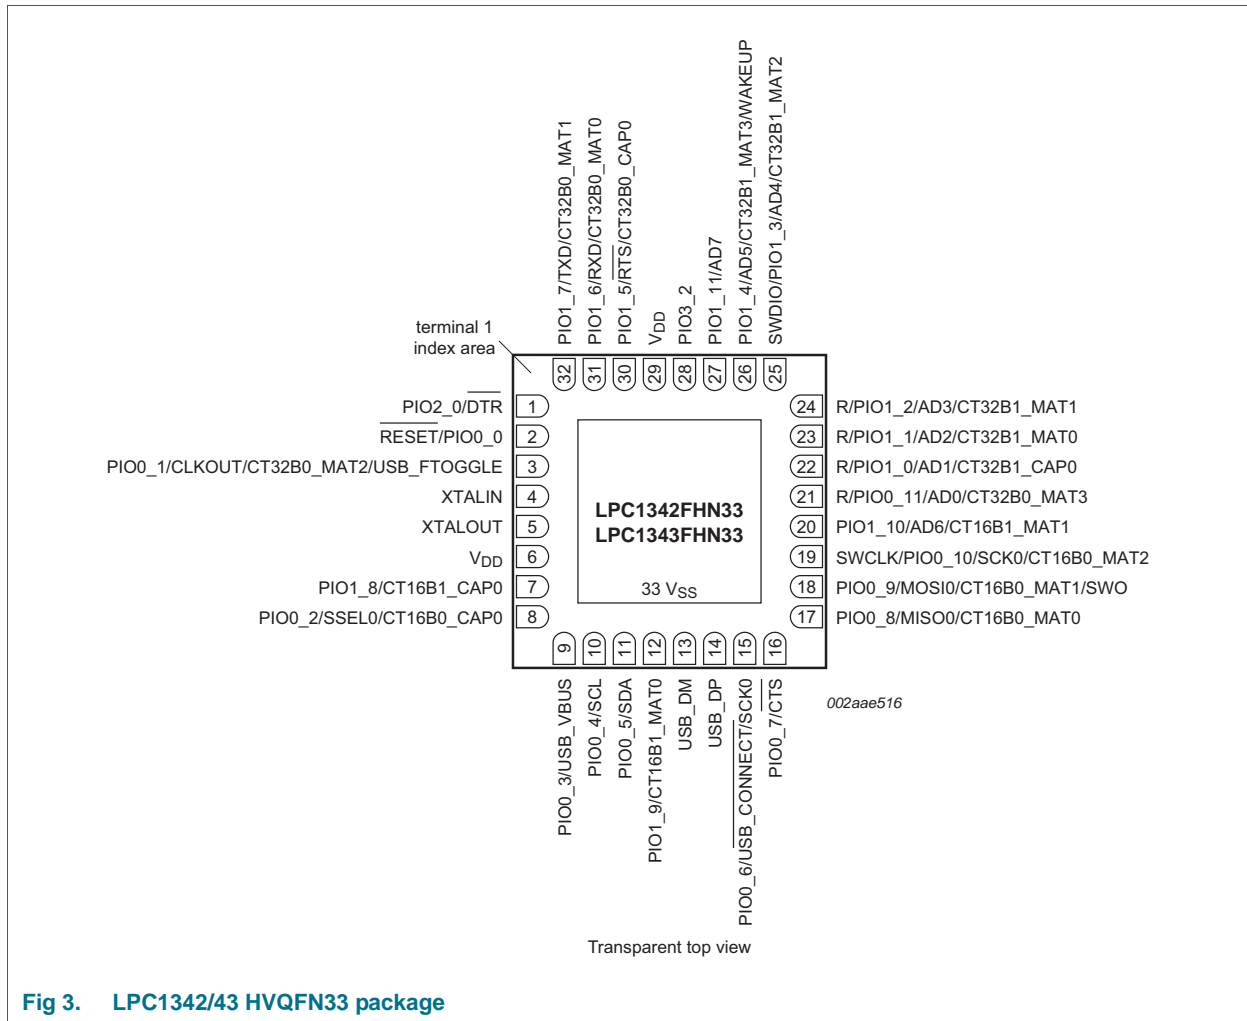 PIO1_7/TXD/CT32B0_MAT1
PIO1_6/RXD/CT32B0_MAT0
PIO1_5/RTS/CT32B0_CAP0
VDD
PIO3_2
PIO1_11/AD7
PIO1_4/AD5/CT32B1_MAT3/WAKEUP
SWDIO/PIO1_3/AD4/CT32B1_MAT2
terminal 1
index area
32
31
30
29
28
27
26
25
PIO2_0/DTR
1
RESET/PIO0_0
2
PIO0_1/CLKOUT/CT32B0_MAT2/USB_FTOGGLE
3
XTALIN
4
XTALOUT
5
VDD
6
PIO1_8/CT16B1_CAP0
7
PIO0_2/SSEL0/CT16B0_CAP0
8
LPC1342FHN33
LPC1343FHN33
33 VSS
24
R/PIO1_2/AD3/CT32B1_MAT1
23
R/PIO1_1/AD2/CT32B1_MAT0
22
R/PIO1_0/AD1/CT32B1_CAP0
21
R/PIO0_11/AD0/CT32B0_MAT3
20
PIO1_10/AD6/CT16B1_MAT1
19
SWCLK/PIO0_10/SCK0/CT16B0_MAT2
18
PIO0_9/MOSI0/CT16B0_MAT1/SWO
17
PIO0_8/MISO0/CT16B0_MAT0
9
10
11
12
13
14
15
16
PIO0_3/USB_VBUS
PIO0_4/SCL
PIO0_5/SDA
PIO1_9/CT16B1_MAT0
USB_DM
USB_DP
PIO0_6/USB_CONNECT/SCK0
PIO0_7/CTS
002aae516
Transparent top view
Fig 3. LPC1342/43 HVQFN33 package